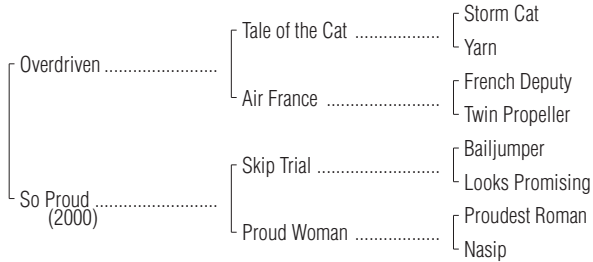 Storm Cat
Tale of the Cat ..................
Yarn
Overdriven .......................
French Deputy
Air France ........................
Twin Propeller
Bailjumper
Skip Trial ..........................
Looks Promising
So Proud .........................
(2000)
Proudest Roman
Proud Woman ..................
Nasip